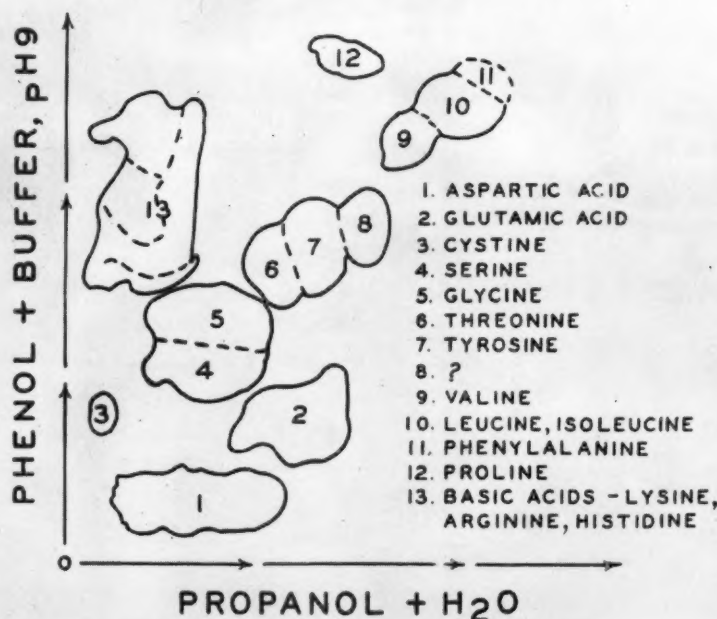 PHENOL + BUFFER, pH9
12
11
10
9
13
8
7
6
5
4
3
2
1
1. ASPARTIC ACID
2. GLUTAMIC ACID
3. CYSTINE
4. SERINE
5. GLYCINE
6. THREONINE
7. TYROSINE
8. ?
9. VALINE
10. LEUCINE, ISOLEUCINE
11. PHENYLALANINE
12. PROLINE
13. BASIC ACIDS - LYSINE,
ARGININE, HISTIDINE
0
PROPANOL + H2O